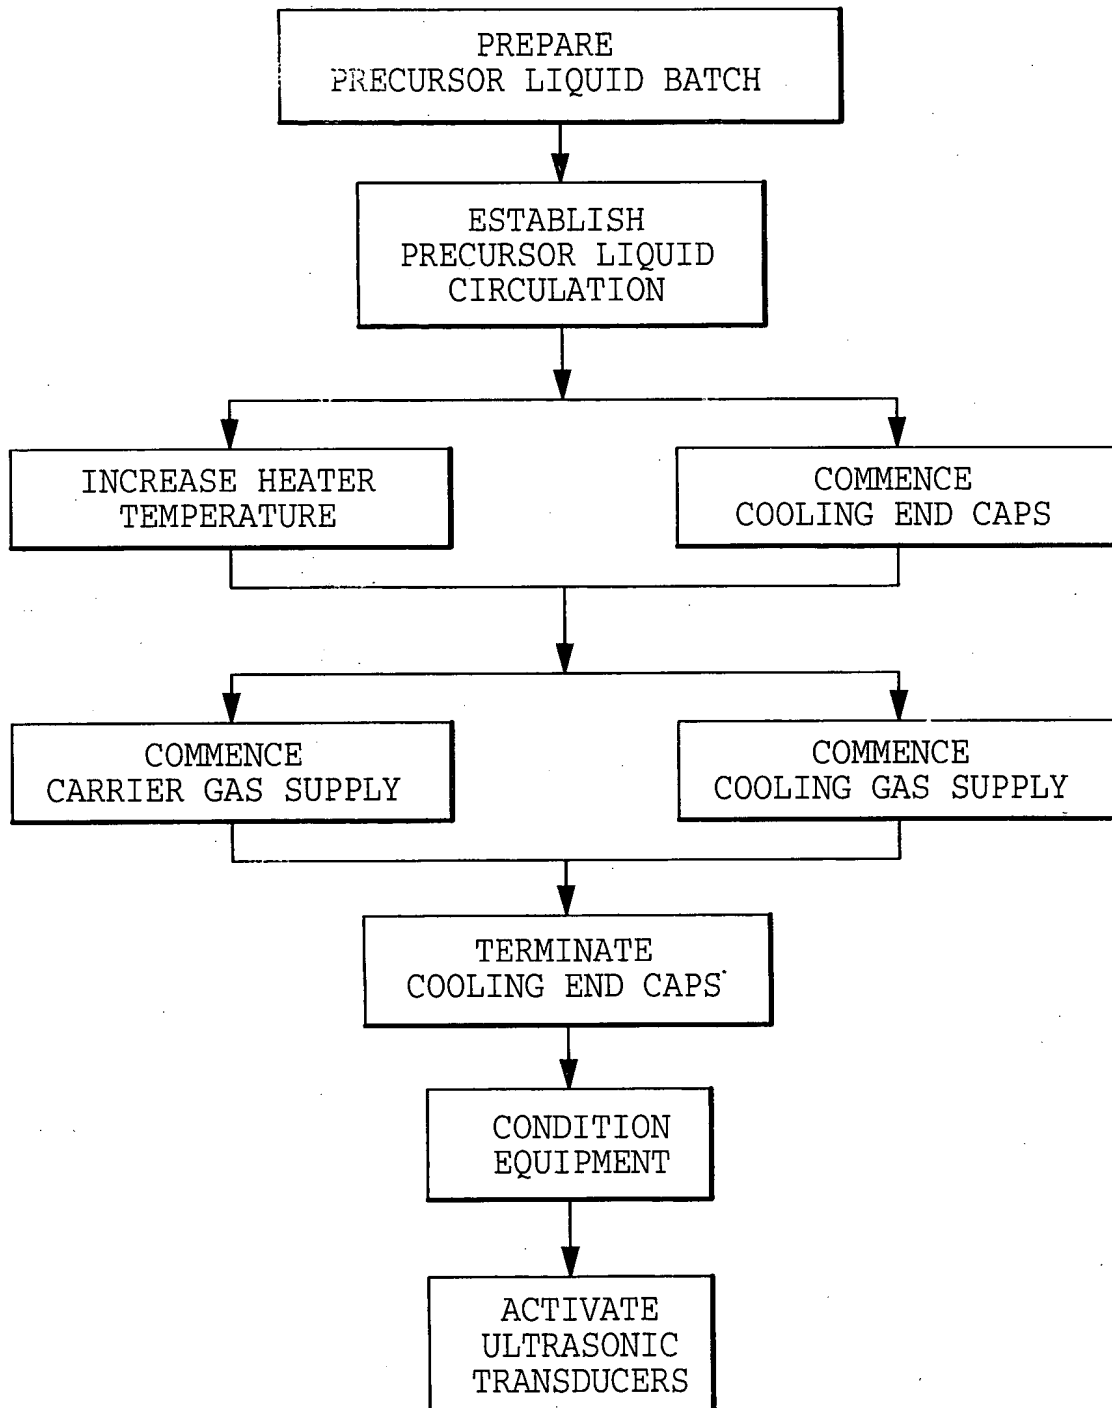 PREPARE
PRECURSOR LIQUID BATCH
ESTABLISH
PRECURSOR LIQUID
CIRCULATION
INCREASE HEATER
TEMPERATURE
COMMENCE
COOLING END CAPS
COMMENCE
CARRIER GAS SUPPLY
COMMENCE
COOLING GAS SUPPLY
TERMINATE
COOLING END CAPS
CONDITION
EQUIPMENT
ACTIVATE
ULTRASONIC
TRANSDUCERS